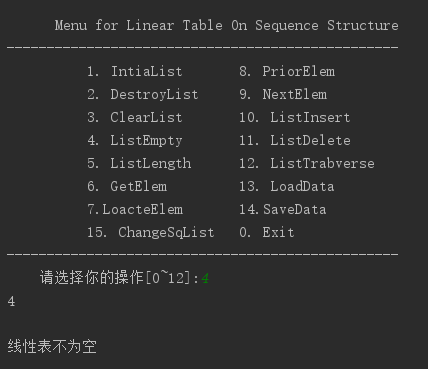 Menu for Linear Table On Sequence Structure
-------------------------------------------------
1. IntiaList 8. PriorElem
2. DestroyList 9. NextElem
3. ClearList 10. ListInsert
4. ListEmpty 11. ListDelete
5. ListLength 12. ListTrabverse
6. GetElem 13. LoadData
7.LoacteElem 14.SaveData
15. ChangeSqList 0. Exit
-------------------------------------------------
请选择你的操作[0~12]:4
4
线性表不为空